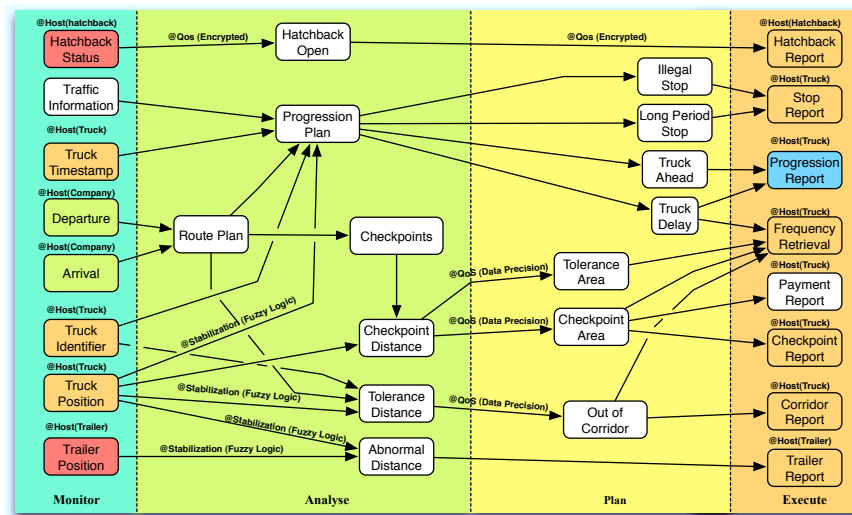 @Host(hatchback)
Hatchback
Status
Traffic
Information
@Host(Truck)
Truck
Timestamp
@Host(Company)
Departure
@Host(Company)
Arrival
@Host(Truck)
Truck
Identifier
@Host(Truck)
Truck
Position
@Host(Trailer)
Trailer
Position
Monitor
@Qos (Encrypted)
Hatchback
Open
Progression
Plan
Route Plan
Checkpoints
@Stabilization (Fuzzy Logic)
Checkpoint
Distance
@Stabilization (Fuzzy Logic)
Tolerance
Distance
@Stabilization (Fuzzy Logic)
@Stabilization (Fuzzy Logic)
Abnormal
Distance
Analyse
@Qos (Encrypted)
Illegal
Stop
Long Period
Stop
Truck
Ahead
Truck
Delay
@QoS (Data Precision)
Tolerance
Area
@QoS (Data Precision)
Checkpoint
Area
@QoS (Data Precision)
Out of
Corridor
Plan
@Host(Hatchback)
Hatchback
Report
@Host(Truck)
Stop
Report
@Host(Truck)
Progression
Report
@Host(Truck)
Frequency
Retrieval
@Host(Truck)
Payment
Report
@Host(Truck)
Checkpoint
Report
@Host(Truck)
Corridor
Report
@Host(Trailer)
Trailer
Report
Execute